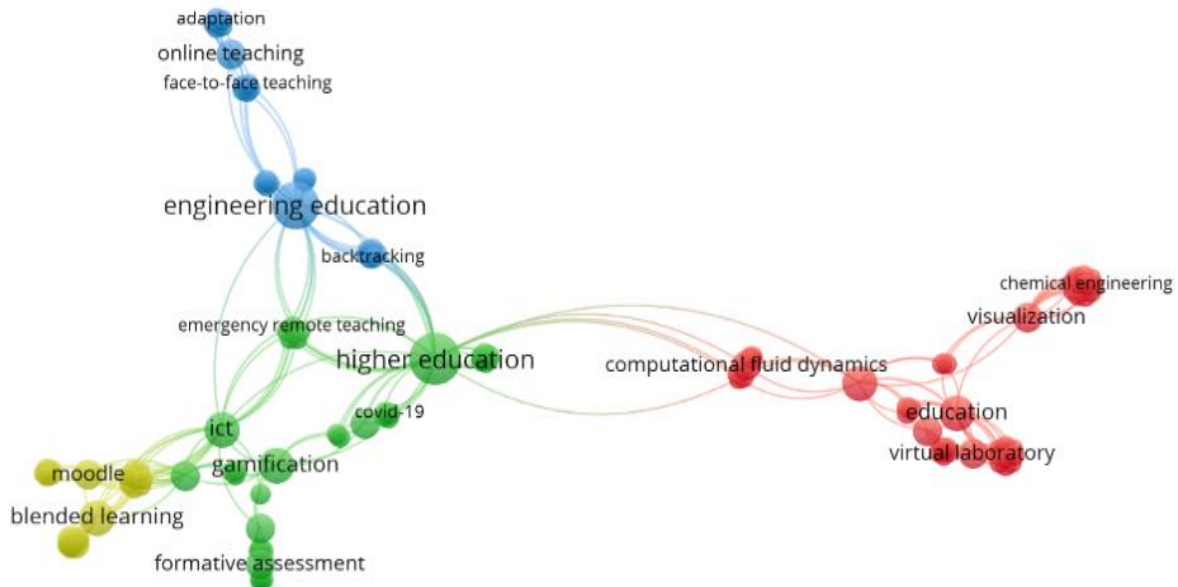 adaptation
online teaching
face-to-face teaching
engineering education
backtracking
chemical engineering
visualization
emergency remote teaching
higher education
computational fluid dynamics
covid-19
education
ict
virtual laboratory
gamification
moodle
blended learning
formative assessment